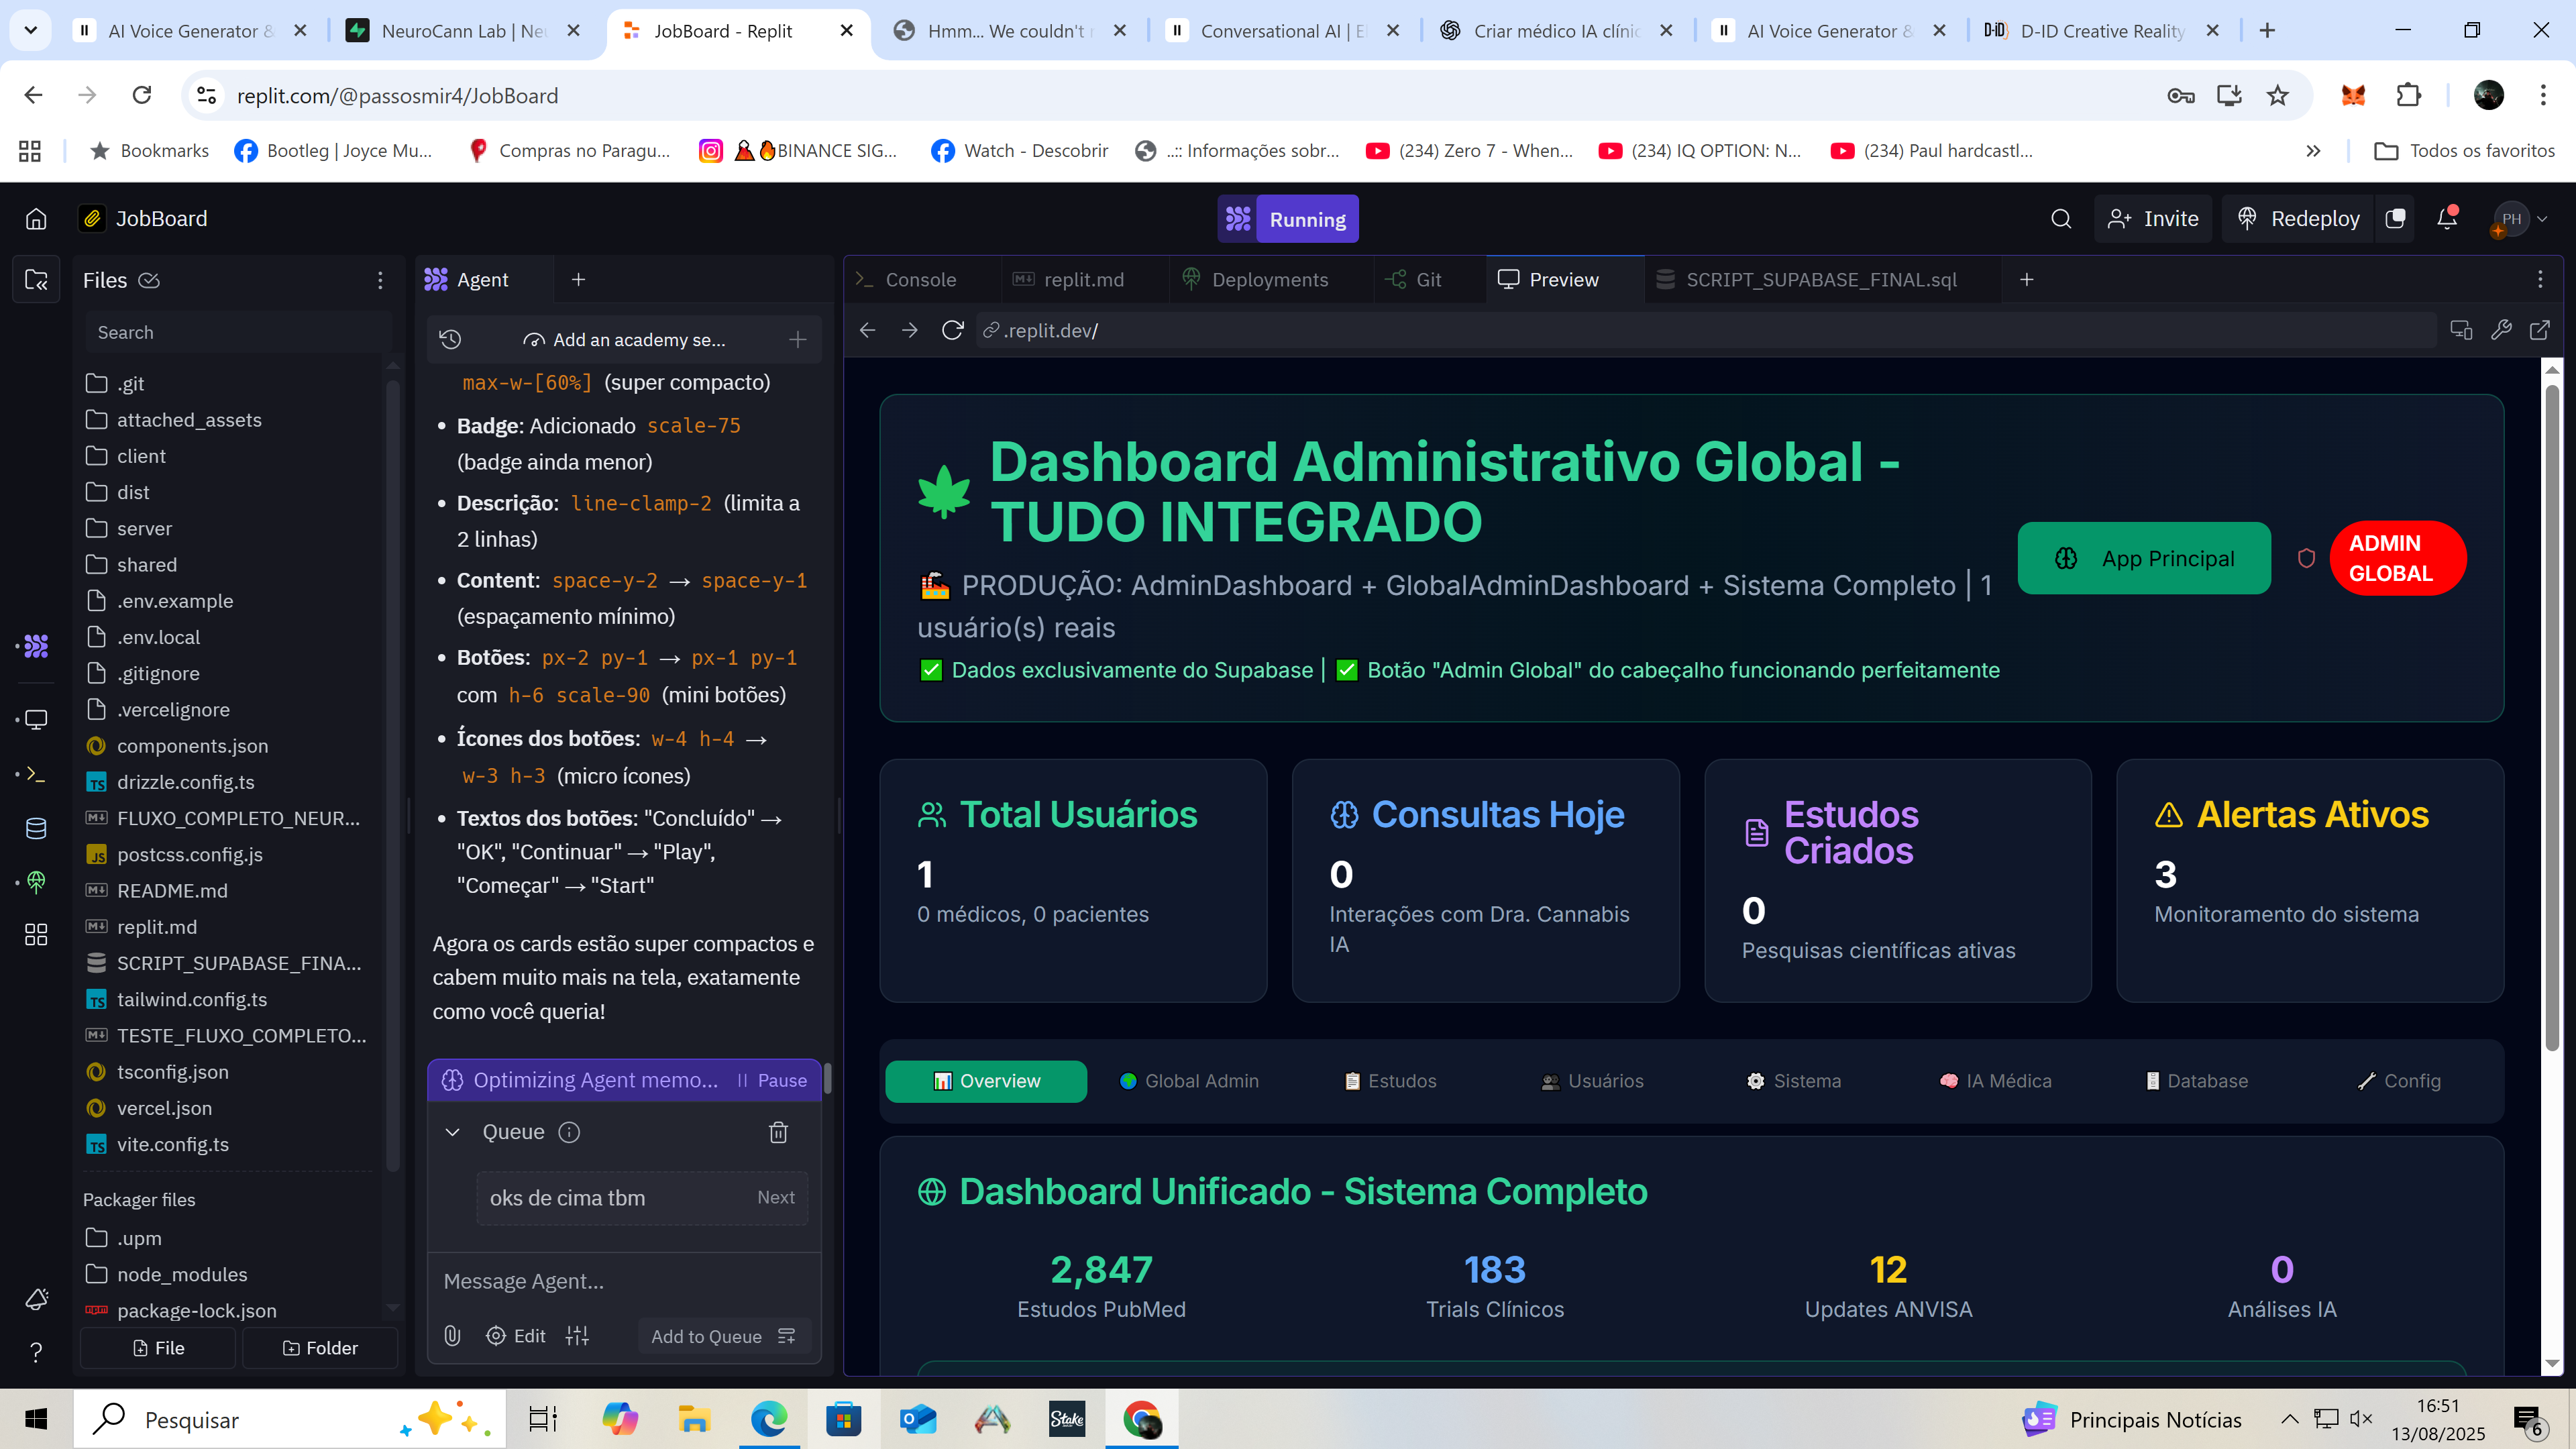 AI Voice Generator &
NeuroCann Lab | Neu
JobBoard - Replit
Hmm... We couldn't r
Conversational AI | El
Criar médico IA clínic
AI Voice Generator &
D-ID Creative Reality
replit.com/@passosmir4/JobBoard
Bookmarks
Bootleg | Joyce Mu...
Compras no Paragu...
BINANCE SIG...
Watch - Descobrir
..:: Informações sobr...
(234) Zero 7 - When...
(234) IQ OPTION: N...
(234) Paul hardcastl...
Todos os favoritos
JobBoard
Running
Invite
Redeploy
PH
Files
Search
.git
attached_assets
client
dist
server
shared
.env.example
.env.local
.gitignore
.vercelignore
components.json
drizzle.config.ts
FLUXO_COMPLETO_NEUR...
postcss.config.js
README.md
replit.md
SCRIPT_SUPABASE_FINA...
tailwind.config.ts
TESTE_FLUXO_COMPLETO...
tsconfig.json
vercel.json
vite.config.ts
Packager files
.upm
node_modules
package-lock.json
File
Folder
Agent
Add an academy se...
max-w-[60%] (super compacto)
• Badge: Adicionado scale-75
(badge ainda menor)
• Descrição: line-clamp-2 (limita a
2 linhas)
• Content: space-y-2 → space-y-1
(espaçamento mínimo)
• Botões: px-2 py-1 → px-1 py-1
com h-6 scale-90 (mini botões)
• Ícones dos botões: w-4 h-4 →
w-3 h-3 (micro ícones)
• Textos dos botões: "Concluído" →
"OK", "Continuar" → "Play",
"Começar" → "Start"
Agora os cards estão super compactos e
cabem muito mais na tela, exatamente
como você queria!
Optimizing Agent memo...
Pause
Queue
oks de cima tbm
Next
Message Agent...
Edit
Add to Queue
Console
replit.md
Deployments
Git
Preview
SCRIPT_SUPABASE_FINAL.sql
.replit.dev/
Dashboard Administrativo Global -
TUDO INTEGRADO
PRODUÇÃO: AdminDashboard + GlobalAdminDashboard + Sistema Completo | 1
usuário(s) reais
Dados exclusivamente do Supabase | ✅ Botão "Admin Global" do cabeçalho funcionando perfeitamente
App Principal
ADMIN
GLOBAL
Total Usuários
1
0 médicos, 0 pacientes
Consultas Hoje
0
Interações com Dra. Cannabis
IA
Estudos
Criados
0
Pesquisas científicas ativas
Alertas Ativos
3
Monitoramento do sistema
Overview
Global Admin
Estudos
Usuários
Sistema
IA Médica
Database
Config
Dashboard Unificado - Sistema Completo
2,847
Estudos PubMed
183
Trials Clínicos
12
Updates ANVISA
0
Análises IA
Pesquisar
Stake
Principais Notícias
16:51
13/08/2025
6